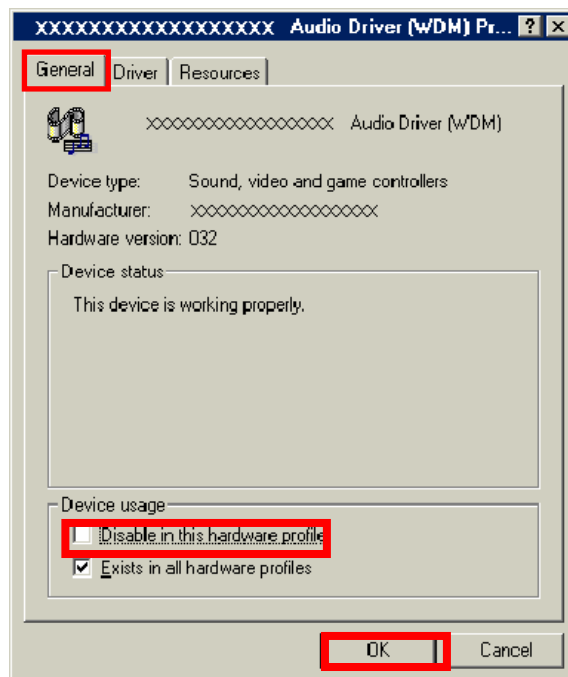 XXXXXXXXXXXXXXXXXX Audio Driver (WDM) Pr... ? ×
General Driver Resources
XXXXXXXXXXXXXXXXXX Audio Driver (WDM)
Device type: Sound, video and game controllers
Manufacturer: XXXXXXXXXXXXXXXXXX
Hardware version: 032
Device status
This device is working properly.
Device usage
Disable in this hardware profile
Exists in all hardware profiles
OK Cancel